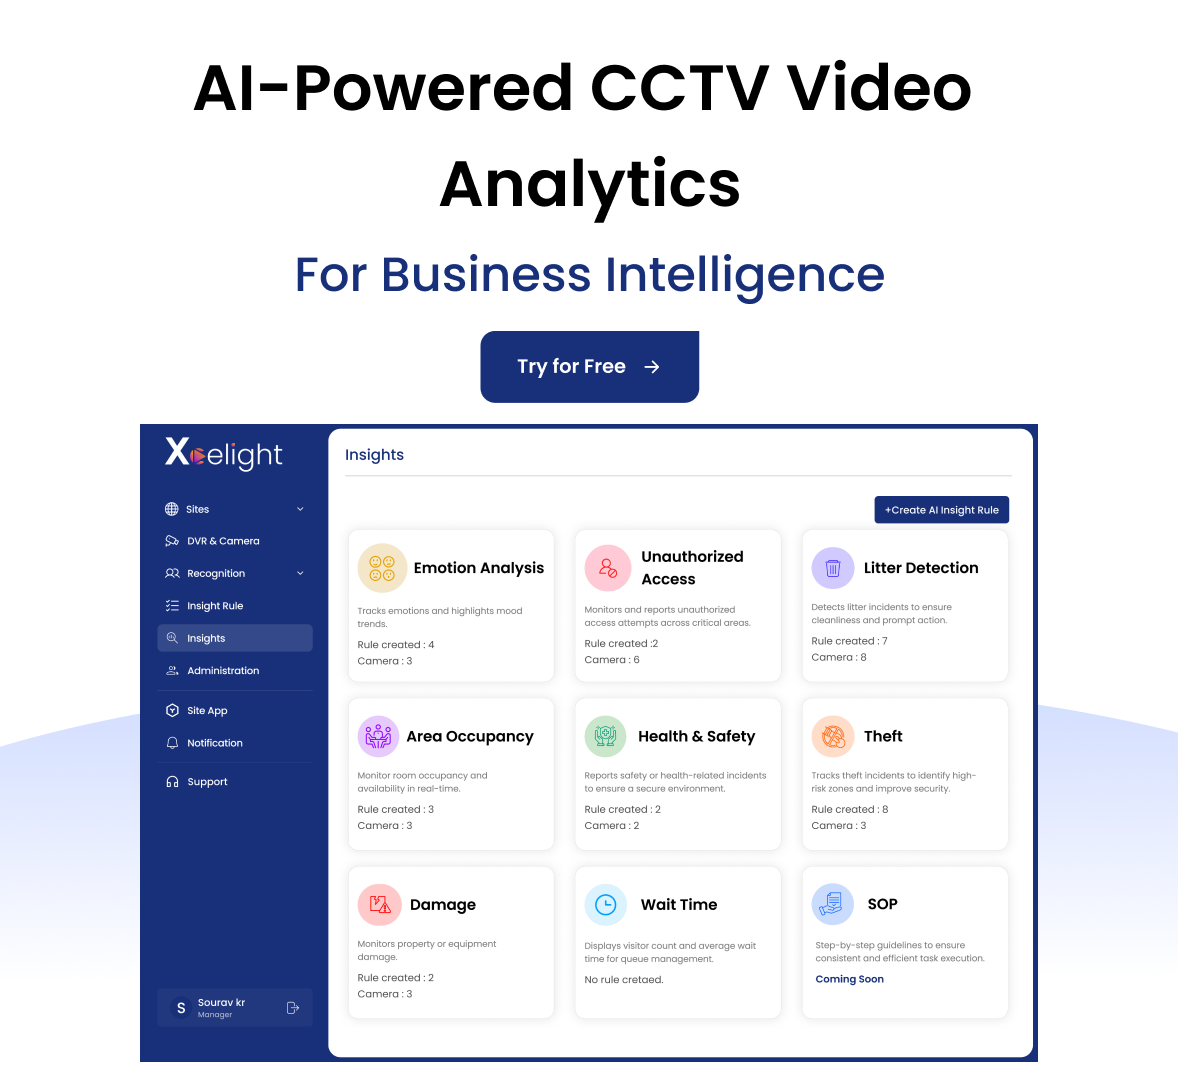 AI-Powered CCTV Video
Analytics
For Business Intelligence
Try for Free
Xcelight
Sites
DVR & Camera
Recognition
Insight Rule
Insights
Administration
Site App
Notification
Support
S
Sourav kr
Manager
Insights
+Create AI Insight Rule
Emotion Analysis
Tracks emotions and highlights mood
trends.
Rule created : 4
Camera : 3
Unauthorized
Access
Monitors and reports unauthorized
access attempts across critical areas.
Rule created :2
Camera : 6
Litter Detection
Detects litter incidents to ensure
cleanliness and prompt action.
Rule created : 7
Camera : 8
Area Occupancy
Monitor room occupancy and
availability in real-time.
Rule created : 3
Camera : 3
Health & Safety
Reports safety or health-related incidents
to ensure a secure environment.
Rule created : 2
Camera : 2
Theft
Tracks theft incidents to identify high-
risk zones and improve security.
Rule created : 8
Camera : 3
Damage
Monitors property or equipment
damage.
Rule created : 2
Camera : 3
Wait Time
Displays visitor count and average wait
time for queue management.
No rule cretaed.
SOP
Step-by-step guidelines to ensure
consistent and efficient task execution.
Coming Soon